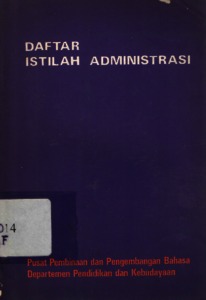 DAFTAR
ISTILAH ADMINISTRASI
014
F
Pusat Pembinaan dan Pengembangan Bahasa
Departemen Pendidikan dan Kebudayaan